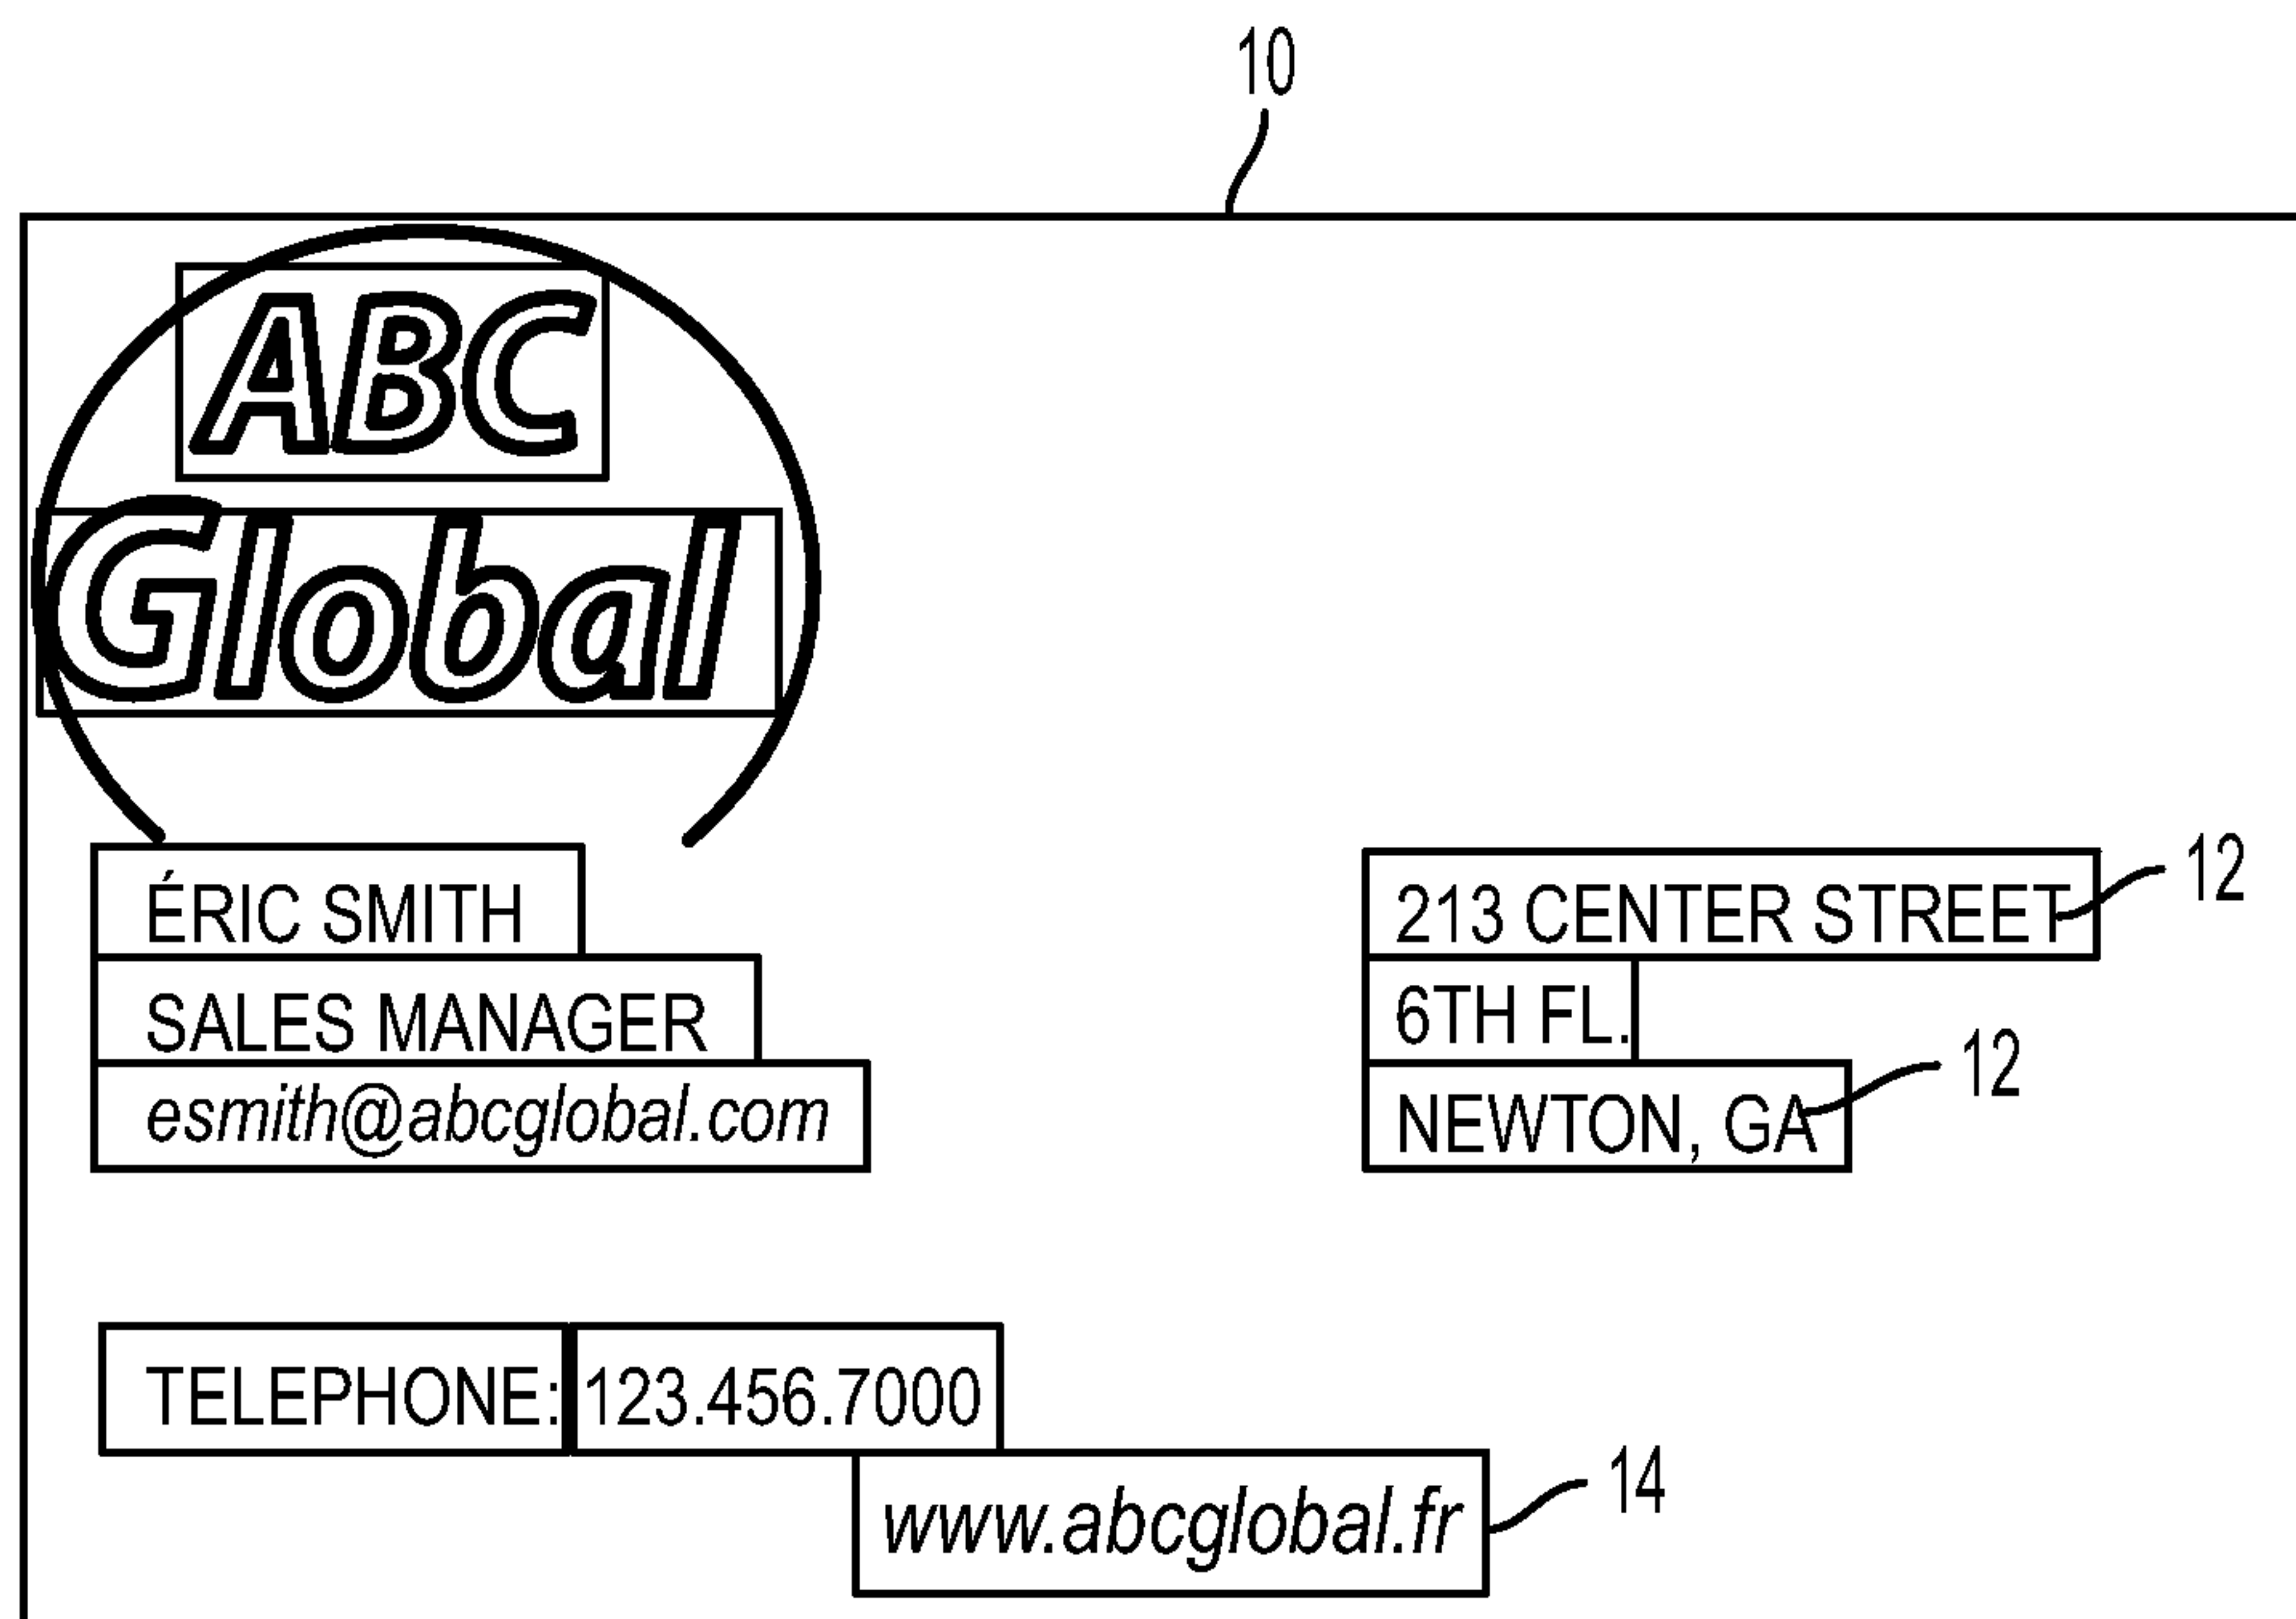 10
ABC
Global
ÉRIC SMITH
SALES MANAGER
esmith@abcglobal.com
213 CENTER STREET 12
6TH FL.
NEWTON, GA 12
TELEPHONE: 123.456.7000
www.abcglobal.fr 14